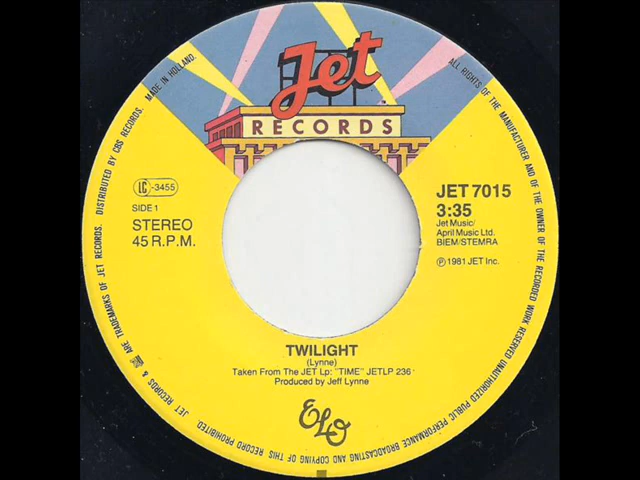 Jet
RECORDS
MADE IN HOLLAND.
JET RECORDS & ARE TRADEMARKS OF JET RECORDS. DISTRIBUTED BY CBS RECORDS.
ALL RIGHTS OF THE MANUFACTURER AND OF THE OWNER OF THE RECORDED WORK RESERVED. UNAUTHORIZED PUBLIC PERFORMANCE BROADCASTING AND COPYING OF THIS RECORD PROHIBITED.
LC -3455
SIDE 1
STEREO
45 R.P.M.
JET 7015
3:35
Jet Music/
April Music Ltd.
BIEM/STEMRA
℗ 1981 JET Inc.
TWILIGHT
(Lynne)
Taken From The JET Lp: "TIME" JETLP 236
Produced by Jeff Lynne
ELO